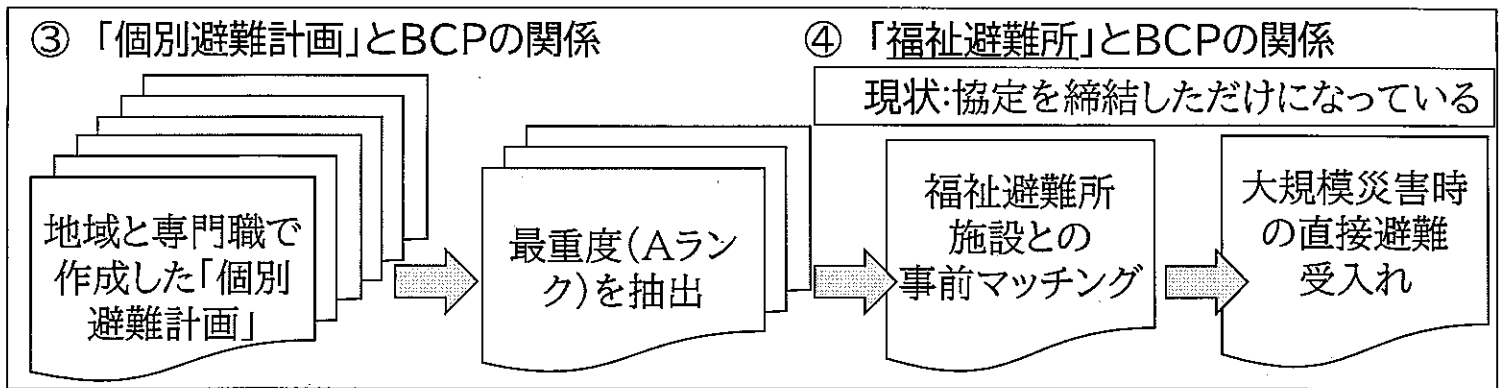 ③ 「個別避難計画」とBCPの関係
④ 「福祉避難所」とBCPの関係
現状:協定を締結しただけになっている
地域と専門職で
作成した「個別
避難計画」
最重度(Aラン
ク)を抽出
福祉避難所
施設との
事前マッチング
大規模災害時
の直接避難
受入れ